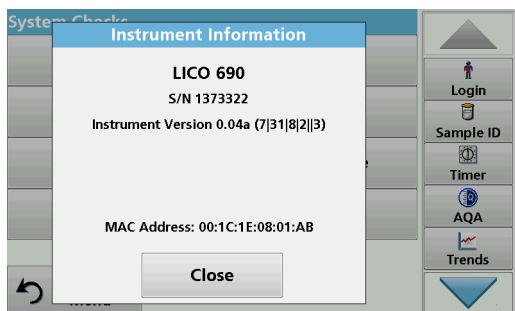 System Checks
Instrument Information
LICO 690
S/N 1373322
Instrument Version 0.04a (7|31|8|2||3)
MAC Address: 00:1C:1E:08:01:AB
Close
Menu
Login
Sample ID
Timer
AQA
Trends